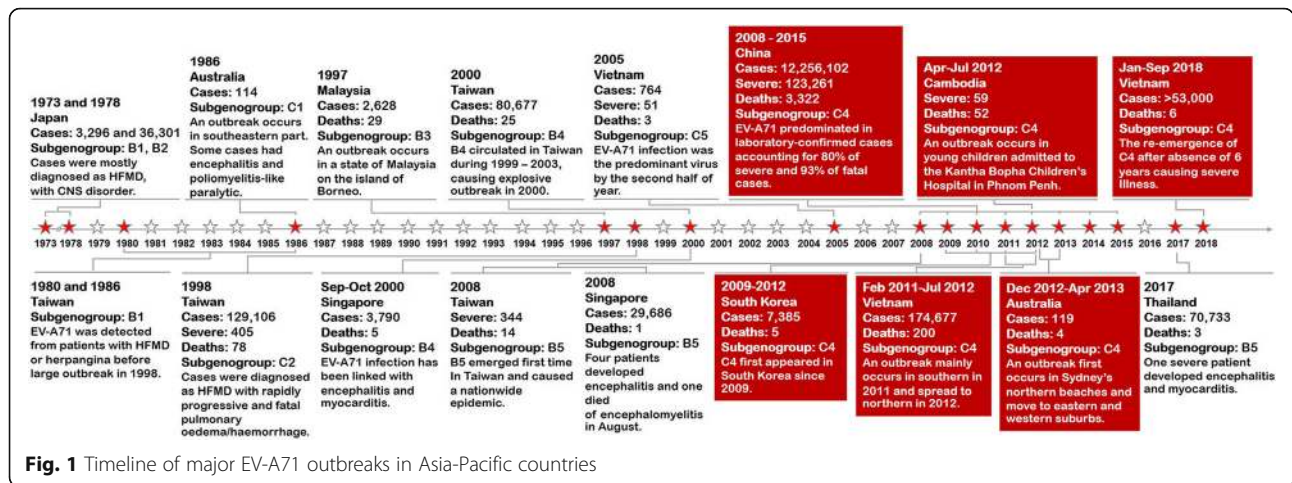 1973 and 1978
Japan
Cases: 3,296 and 36,301
Subgenogroup: B1, B2
Cases were mostly
diagnosed as HFMD,
with CNS disorder.
1986
Australia
Cases: 114
Subgenogroup: C1
An outbreak occurs
in southeastern part.
Some cases had
encephalitis and
poliomyelitis-like
paralytic.
1997
Malaysia
Cases: 2,628
Deaths: 29
Subgenogroup: B3
An outbreak occurs
in a state of Malaysia
on the island of
Borneo.
2000
Taiwan
Cases: 80,677
Deaths: 25
Subgenogroup: B4
B4 circulated in Taiwan
during 1999 – 2003,
causing explosive
outbreak in 2000.
2005
Vietnam
Cases: 764
Severe: 51
Deaths: 3
Subgenogroup: C5
EV-A71 infection was
the predominant virus
by the second half of
year.
2008 - 2015
China
Cases: 12,256,102
Severe: 123,261
Deaths: 3,322
Subgenogroup: C4
EV-A71 predominated in
laboratory-confirmed cases
accounting for 80% of
severe and 93% of fatal
cases.
Apr-Jul 2012
Cambodia
Severe: 59
Deaths: 52
Subgenogroup: C4
An outbreak occurs in
young children admitted to
the Kantha Bopha Children's
Hospital in Phnom Penh.
Jan-Sep 2018
Vietnam
Cases: >53,000
Deaths: 6
Subgenogroup: C4
The re-emergence of
C4 after absence of 6
years causing severe
illness.
1973 1978 1979 1980 1981 1982 1983 1984 1985 1986 1987 1988 1989 1990 1991 1992 1993 1994 1995 1996 1997 1998 1999 2000 2001 2002 2003 2004 2005 2006 2007 2008 2009 2010 2011 2012 2013 2014 2015 2016 2017 2018
1980 and 1986
Taiwan
Subgenogroup: B1
EV-A71 was detected
from patients with HFMD
or herpangina before
large outbreak in 1998.
1998
Taiwan
Cases: 129,106
Severe: 405
Deaths: 78
Subgenogroup: C2
Cases were diagnosed
as HFMD with rapidly
progressive and fatal
pulmonary
oedema/haemorrhage.
Sep-Oct 2000
Singapore
Cases: 3,790
Deaths: 5
Subgenogroup: B4
EV-A71 infection has
been linked with
encephalitis and
myocarditis.
2008
Taiwan
Severe: 344
Deaths: 14
Subgenogroup: B5
B5 emerged first time
In Taiwan and caused
a nationwide
epidemic.
2008
Singapore
Cases: 29,686
Deaths: 1
Subgenogroup: B5
Four patients
developed
encephalitis and one
died
of encephalomyelitis
in August.
2009-2012
South Korea
Cases: 7,385
Deaths: 5
Subgenogroup: C4
C4 first appeared in
South Korea since
2009.
Feb 2011-Jul 2012
Vietnam
Cases: 174,677
Deaths: 200
Subgenogroup: C4
An outbreak mainly
occurs in southern in
2011 and spread to
northern in 2012.
Dec 2012-Apr 2013
Australia
Cases: 119
Deaths: 4
Subgenogroup: C4
An outbreak first
occurs in Sydney's
northern beaches and
move to eastern and
western suburbs.
2017
Thailand
Cases: 70,733
Deaths: 3
Subgenogroup: B5
One severe patient
developed encephalitis
and myocarditis.
Fig. 1 Timeline of major EV-A71 outbreaks in Asia-Pacific countries